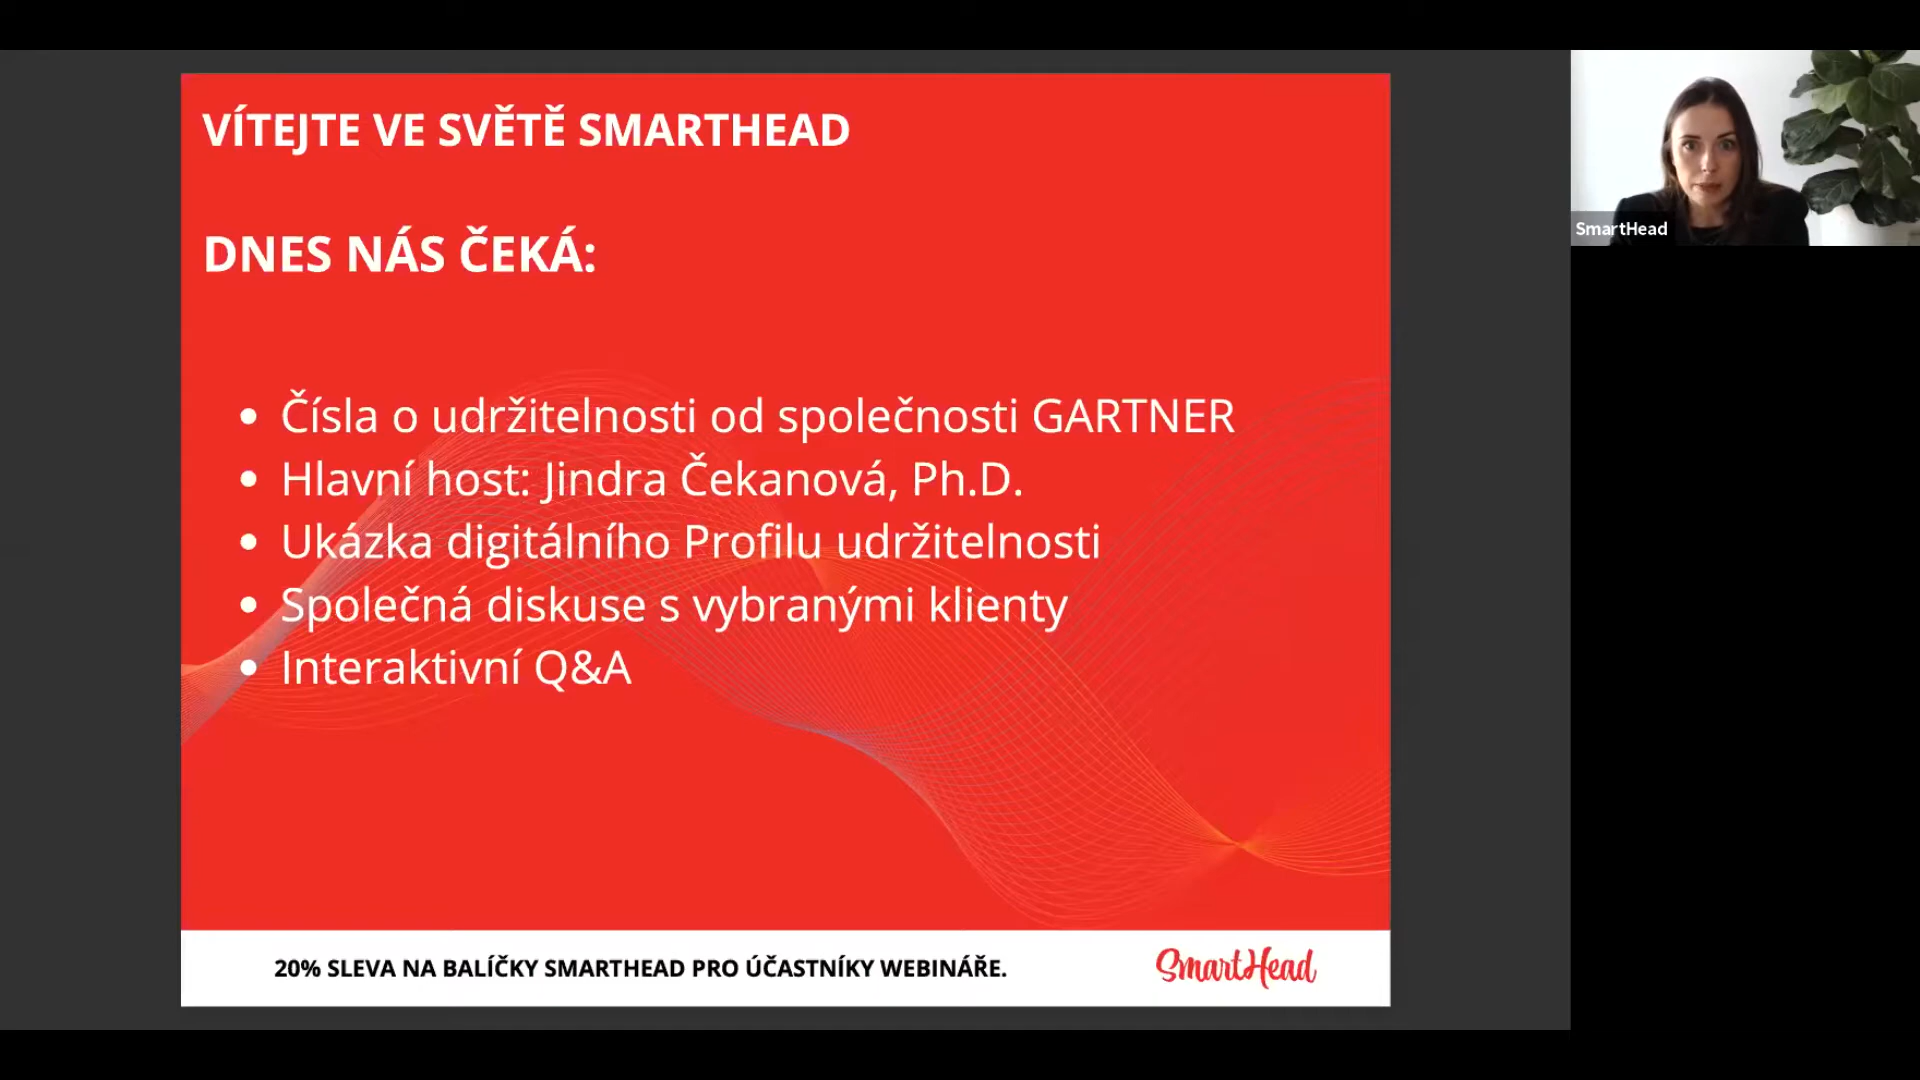 VÍTEJTE VE SVĚTĚ SMARTHEAD
DNES NÁS ČEKÁ:
• Čísla o udržitelnosti od společnosti GARTNER
• Hlavní host: Jindra Čekanová, Ph.D.
• Ukázka digitálního Profilu udržitelnosti
• Společná diskuse s vybranými klienty
• Interaktivní Q&A
20% SLEVA NA BALÍČKY SMARTHEAD PRO ÚČASTNÍKY WEBINÁŘE.
SmartHead
SmartHead